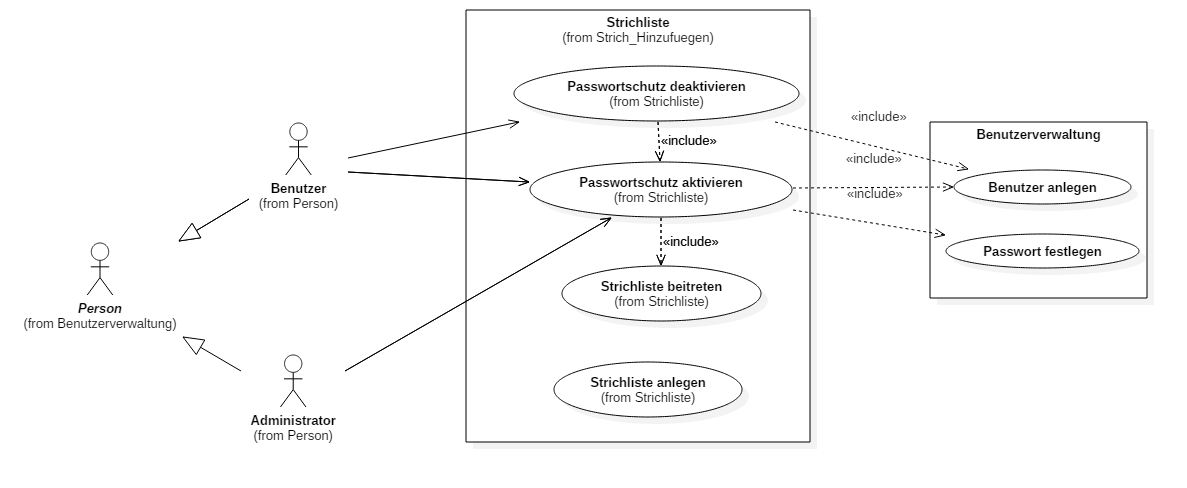 Strichliste
(from Strich_Hinzufuegen)
Passwortschutz deaktivieren
(from Strichliste)
«include»
«include»
Benutzerverwaltung
«include»
«include»
Passwortschutz aktivieren
(from Strichliste)
Benutzer anlegen
«include»
Benutzer
(from Person)
«include»
Passwort festlegen
Strichliste beitreten
(from Strichliste)
Person
(from Benutzerverwaltung)
Strichliste anlegen
(from Strichliste)
Administrator
(from Person)